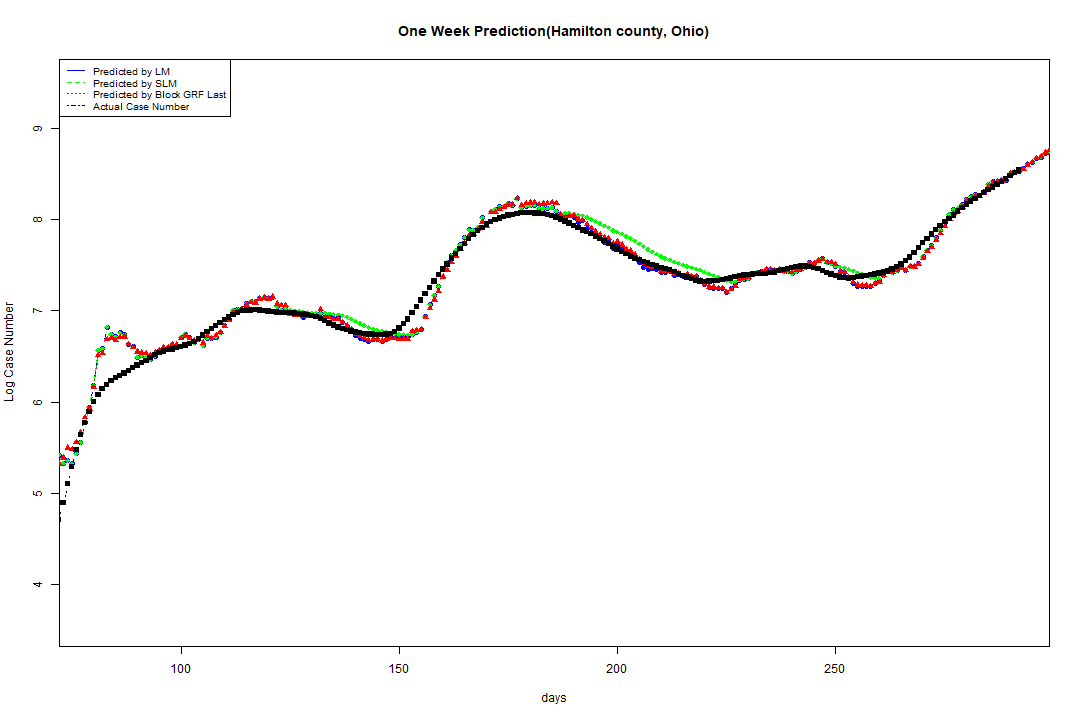 One Week Prediction(Hamilton county, Ohio)
Predicted by LM
Predicted by SLM
Predicted by Block GRF Last
Actual Case Number
9
8
7
6
5
4
Log Case Number
100 150 200 250
days